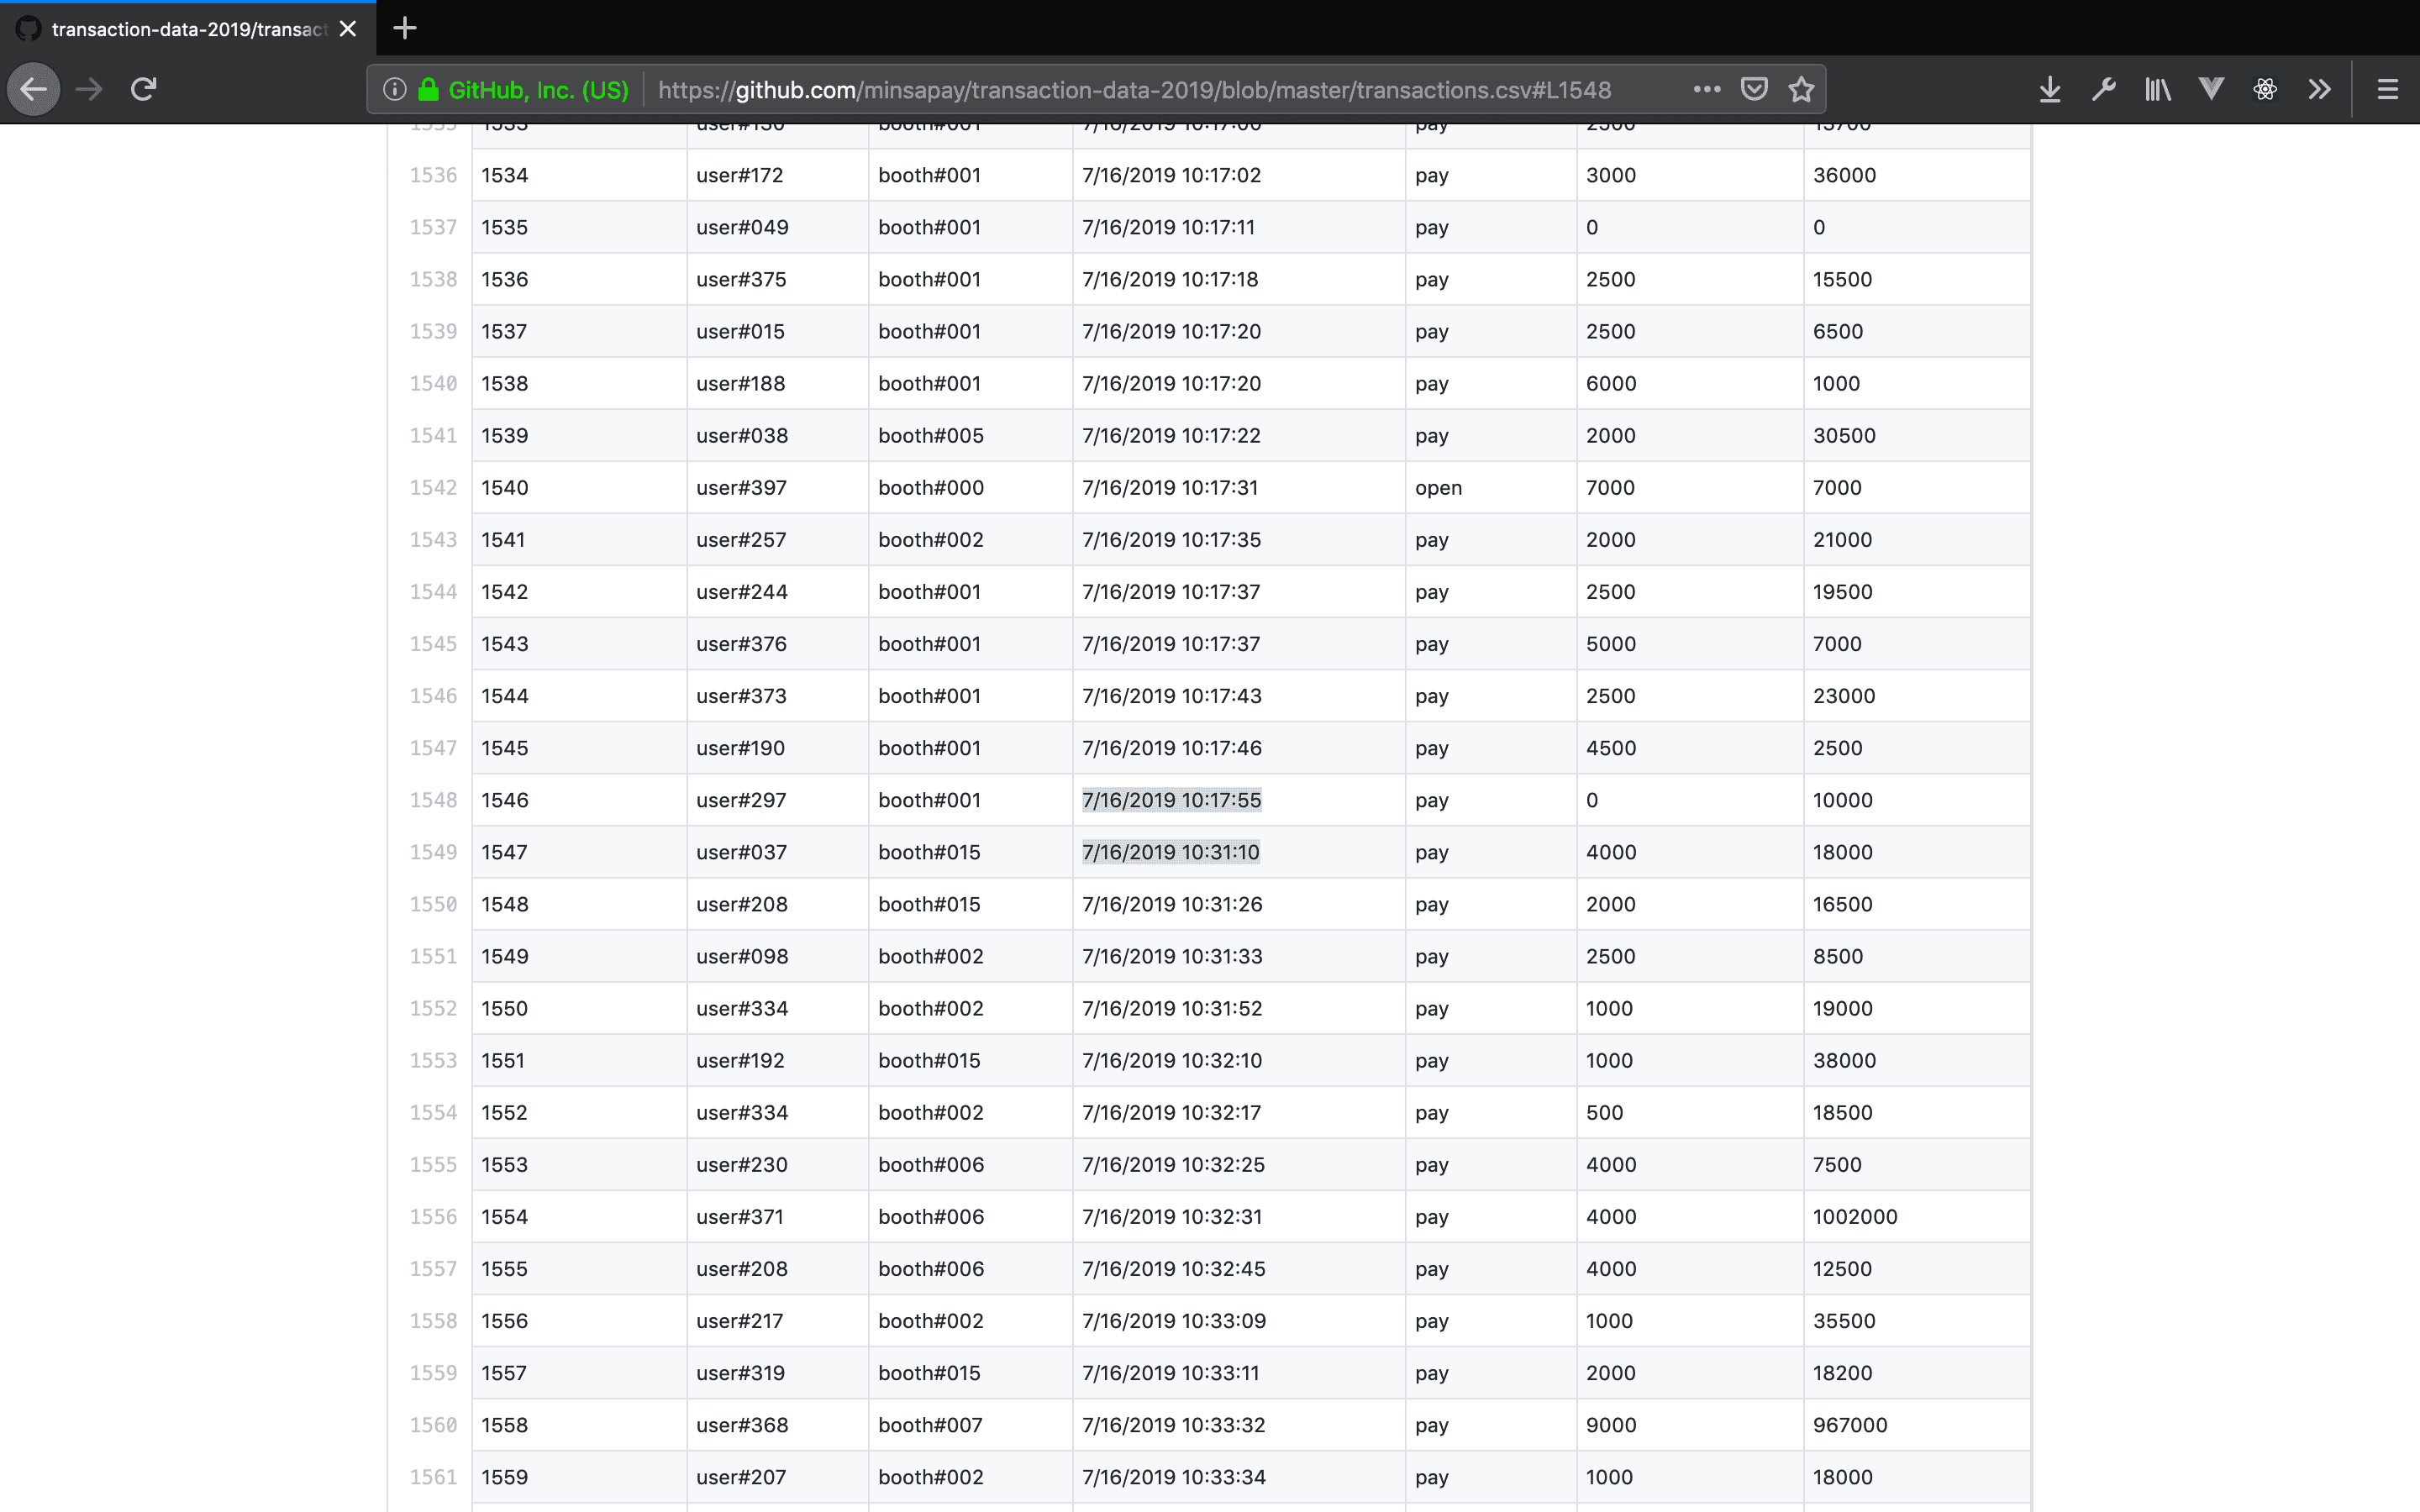 transaction-data-2019/transact
GitHub, Inc. (US) https://github.com/minsapay/transaction-data-2019/blob/master/transactions.csv#L1548
1536 1534 user#172 booth#001 7/16/2019 10:17:02 pay 3000 36000
1537 1535 user#049 booth#001 7/16/2019 10:17:11 pay 0 0
1538 1536 user#375 booth#001 7/16/2019 10:17:18 pay 2500 15500
1539 1537 user#015 booth#001 7/16/2019 10:17:20 pay 2500 6500
1540 1538 user#188 booth#001 7/16/2019 10:17:20 pay 6000 1000
1541 1539 user#038 booth#005 7/16/2019 10:17:22 pay 2000 30500
1542 1540 user#397 booth#000 7/16/2019 10:17:31 open 7000 7000
1543 1541 user#257 booth#002 7/16/2019 10:17:35 pay 2000 21000
1544 1542 user#244 booth#001 7/16/2019 10:17:37 pay 2500 19500
1545 1543 user#376 booth#001 7/16/2019 10:17:37 pay 5000 7000
1546 1544 user#373 booth#001 7/16/2019 10:17:43 pay 2500 23000
1547 1545 user#190 booth#001 7/16/2019 10:17:46 pay 4500 2500
1548 1546 user#297 booth#001 7/16/2019 10:17:55 pay 0 10000
1549 1547 user#037 booth#015 7/16/2019 10:31:10 pay 4000 18000
1550 1548 user#208 booth#015 7/16/2019 10:31:26 pay 2000 16500
1551 1549 user#098 booth#002 7/16/2019 10:31:33 pay 2500 8500
1552 1550 user#334 booth#002 7/16/2019 10:31:52 pay 1000 19000
1553 1551 user#192 booth#015 7/16/2019 10:32:10 pay 1000 38000
1554 1552 user#334 booth#002 7/16/2019 10:32:17 pay 500 18500
1555 1553 user#230 booth#006 7/16/2019 10:32:25 pay 4000 7500
1556 1554 user#371 booth#006 7/16/2019 10:32:31 pay 4000 1002000
1557 1555 user#208 booth#006 7/16/2019 10:32:45 pay 4000 12500
1558 1556 user#217 booth#002 7/16/2019 10:33:09 pay 1000 35500
1559 1557 user#319 booth#015 7/16/2019 10:33:11 pay 2000 18200
1560 1558 user#368 booth#007 7/16/2019 10:33:32 pay 9000 967000
1561 1559 user#207 booth#002 7/16/2019 10:33:34 pay 1000 18000